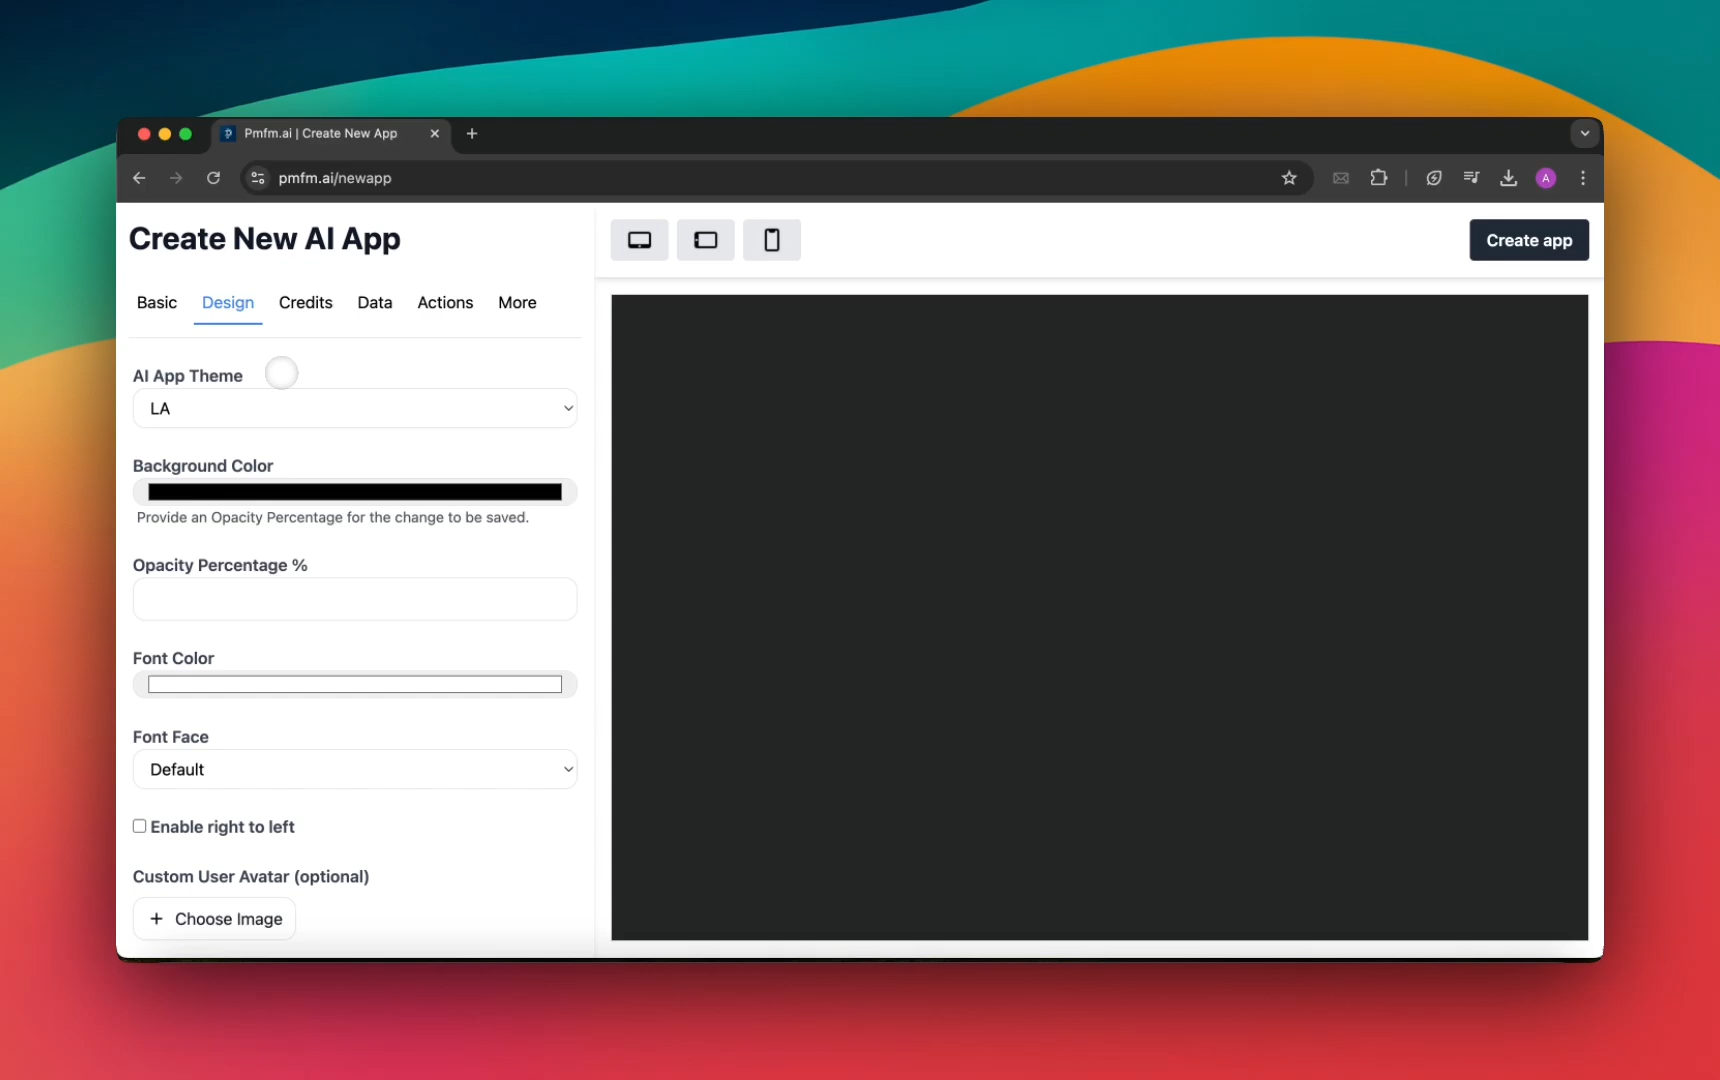 Pmfm.ai | Create New App
pmfm.ai/newapp
A
Create New AI App
Create app
Basic Design Credits Data Actions More
AI App Theme
LA
Background Color
Provide an Opacity Percentage for the change to be saved.
Opacity Percentage %
Font Color
Font Face
Default
Enable right to left
Custom User Avatar (optional)
+ Choose Image